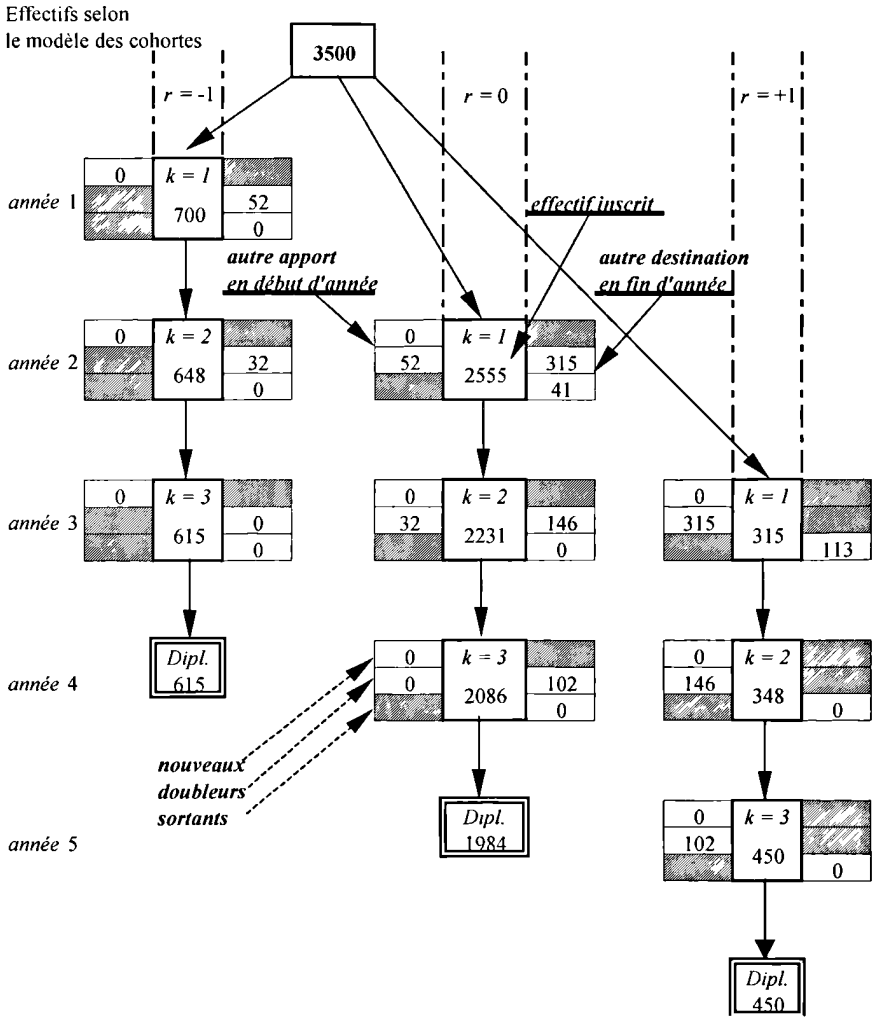 Effectifs selon
le modèle des cohortes
3500
r = -1
r = 0
r = +1
année 1
0
k = 1
700
52
0
effectif inscrit
autre apport
en début d'année
autre destination
en fin d'année
année 2
0
k = 2
648
32
0
0
52
k = 1
2555
315
41
année 3
0
k = 3
615
0
0
0
32
k = 2
2231
146
0
0
315
k = 1
315
113
Dipl.
615
année 4
0
0
k = 3
2086
102
0
0
146
k = 2
348
0
nouveaux
doubleurs
sortants
Dipl.
1984
année 5
0
102
k = 3
450
0
Dipl.
450